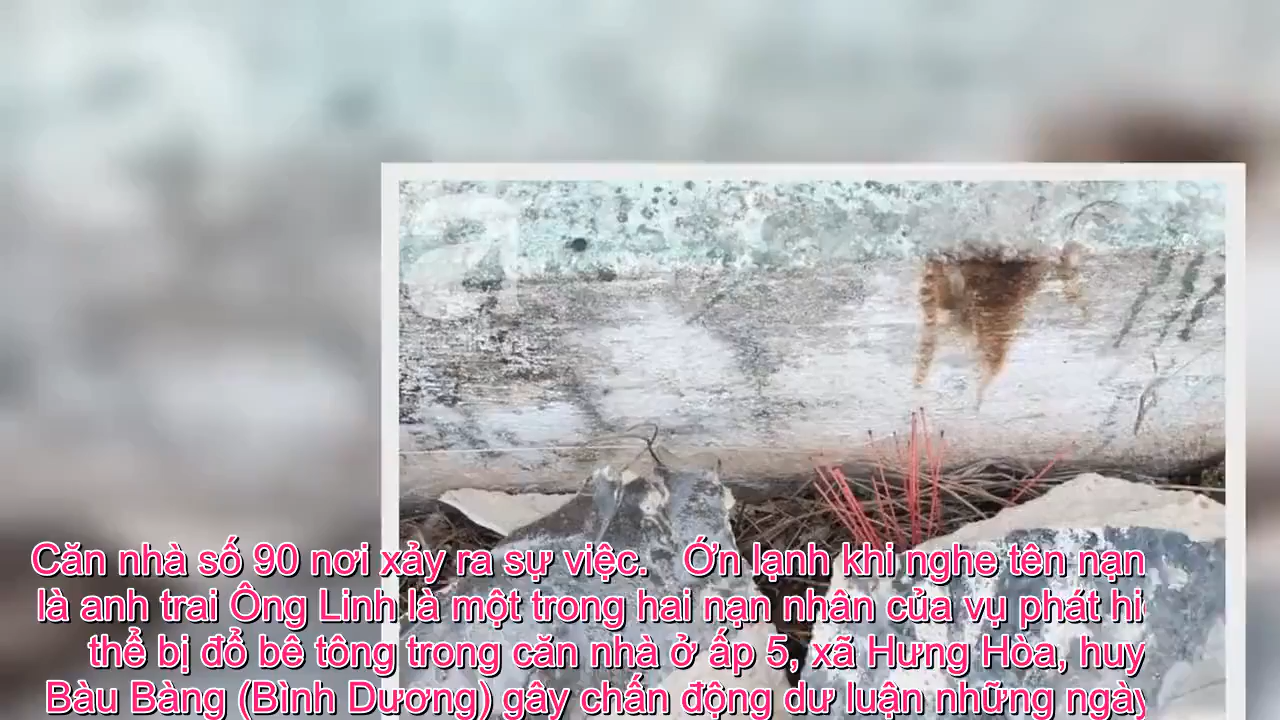 Căn nhà số 90 nơi xảy ra sự việc. Ớn lạnh khi nghe tên nạn
là anh trai Ông Linh là một trong hai nạn nhân của vụ phát
thể bị đổ bê tông trong căn nhà ở ấp 5, xã Hưng Hòa, huy
Bàu Bàng (Bình Dương) gây chấn động dư luận những ngày